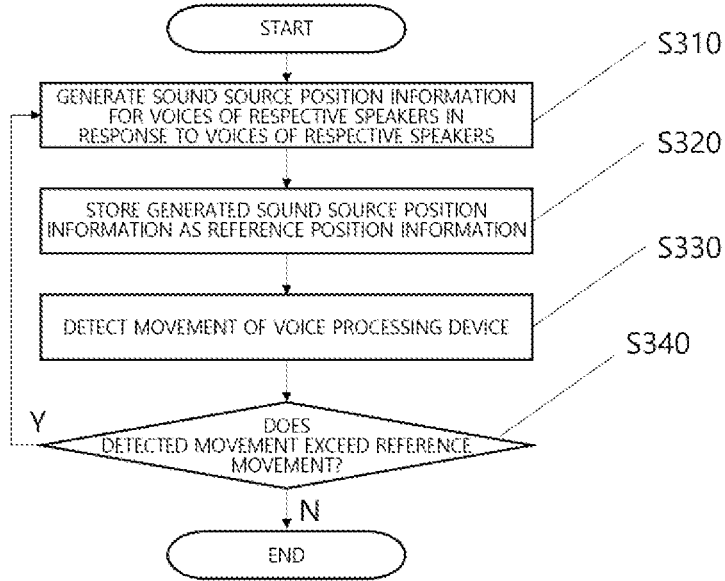 START
S310
GENERATE SOUND SOURCE POSITION INFORMATION
FOR VOICES OF RESPECTIVE SPEAKERS IN
RESPONSE TO VOICES OF RESPECTIVE SPEAKERS
S320
STORE GENERATED SOUND SOURCE POSITION
INFORMATION AS REFERENCE POSITION INFORMATION
S330
DETECT MOVEMENT OF VOICE PROCESSING DEVICE
S340
Y
DOES
DETECTED MOVEMENT EXCEED REFERENCE
MOVEMENT?
N
END